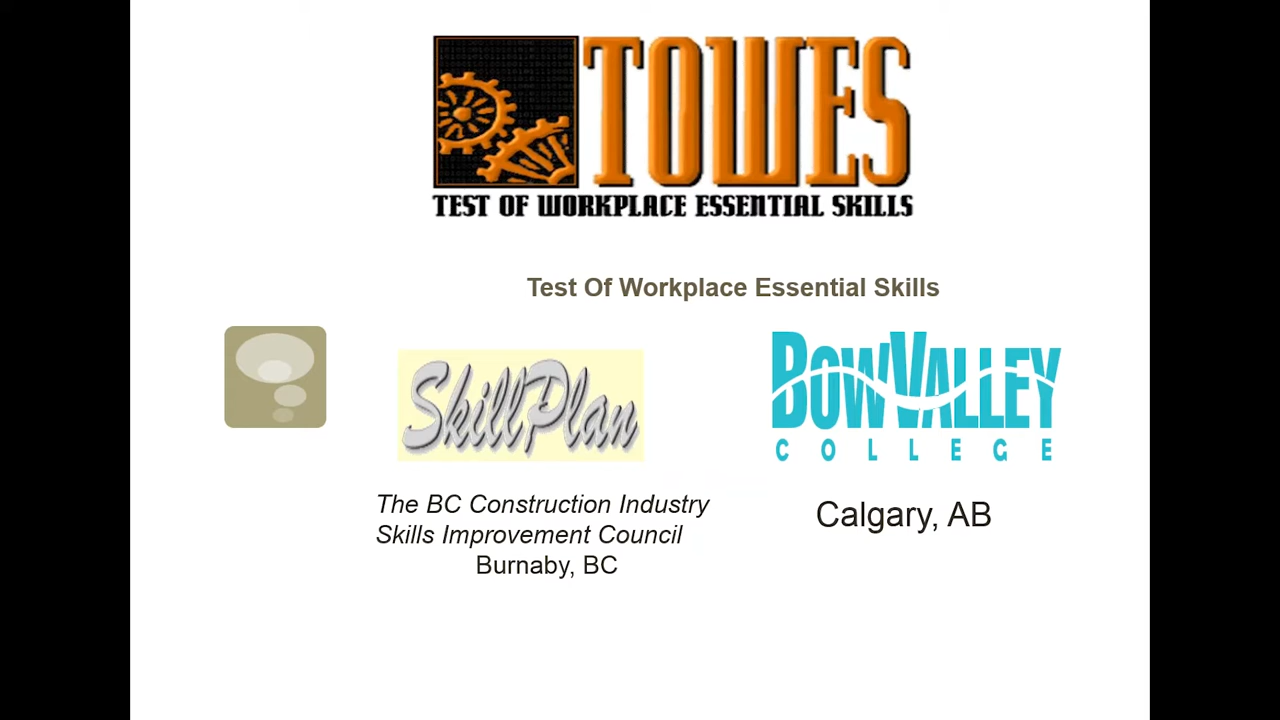 TOWES
TEST OF WORKPLACE ESSENTIAL SKILLS
Test Of Workplace Essential Skills
SkillPlan
BOWVALLEY
COLLEGE
The BC Construction Industry
Skills Improvement Council
Burnaby, BC
Calgary, AB